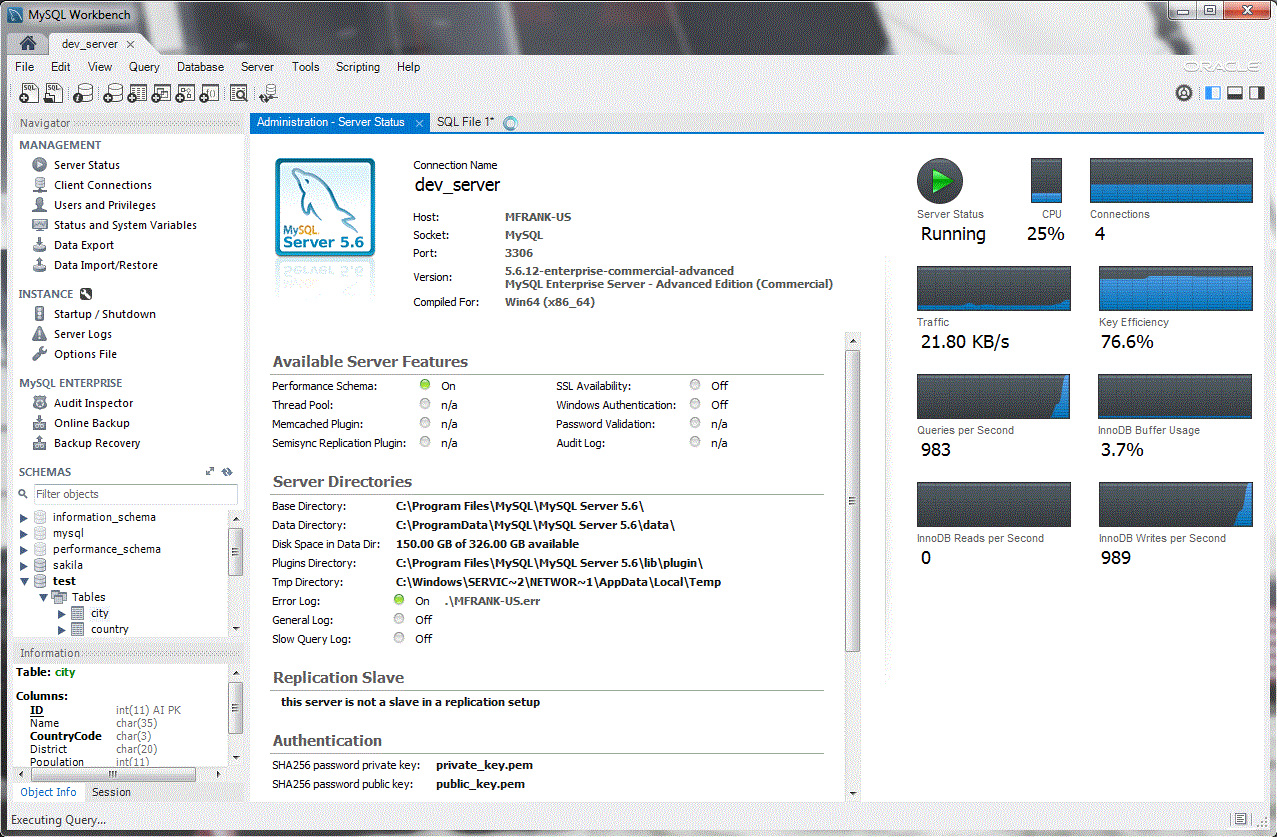 MySQL Workbench
dev_server
File Edit View Query Database Server Tools Scripting Help
ORACLE
Navigator
MANAGEMENT
Server Status
Client Connections
Users and Privileges
Status and System Variables
Data Export
Data Import/Restore
INSTANCE
Startup / Shutdown
Server Logs
Options File
MySQL ENTERPRISE
Audit Inspector
Online Backup
Backup Recovery
SCHEMAS
Filter objects
information_schema
mysql
performance_schema
sakila
test
Tables
city
country
Information
Table: city
Columns:
ID int(11) AI PK
Name char(35)
CountryCode char(3)
District char(20)
Population int(11)
Object Info Session
Executing Query...
Administration - Server Status SQL File 1*
MySQL
Server 5.6
Connection Name
dev_server
Host: MFRANK-US
Socket: MySQL
Port: 3306
Version: 5.6.12-enterprise-commercial-advanced
MySQL Enterprise Server - Advanced Edition (Commercial)
Compiled For: Win64 (x86_64)
Available Server Features
Performance Schema: On SSL Availability: Off
Thread Pool: n/a Windows Authentication: Off
Memcached Plugin: n/a Password Validation: n/a
Semisync Replication Plugin: n/a Audit Log: n/a
Server Directories
Base Directory: C:\Program Files\MySQL\MySQL Server 5.6\
Data Directory: C:\ProgramData\MySQL\MySQL Server 5.6\data\
Disk Space in Data Dir: 150.00 GB of 326.00 GB available
Plugins Directory: C:\Program Files\MySQL\MySQL Server 5.6\lib\plugin\
Tmp Directory: C:\Windows\SERVIC~2\NETWOR~1\AppData\Local\Temp
Error Log: On .\MFRANK-US.err
General Log: Off
Slow Query Log: Off
Replication Slave
this server is not a slave in a replication setup
Authentication
SHA256 password private key: private_key.pem
SHA256 password public key: public_key.pem
Server Status CPU Connections
Running 25% 4
Traffic Key Efficiency
21.80 KB/s 76.6%
Queries per Second InnoDB Buffer Usage
983 3.7%
InnoDB Reads per Second InnoDB Writes per Second
0 989